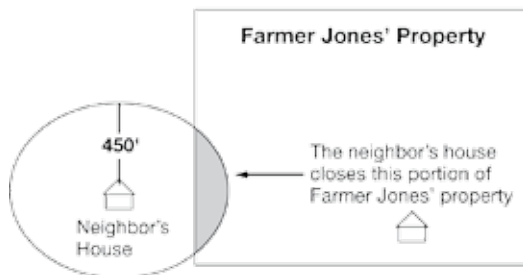 Farmer Jones' Property
450'
The neighbor's house
closes this portion of
Farmer Jones' property
Neighbor's
House